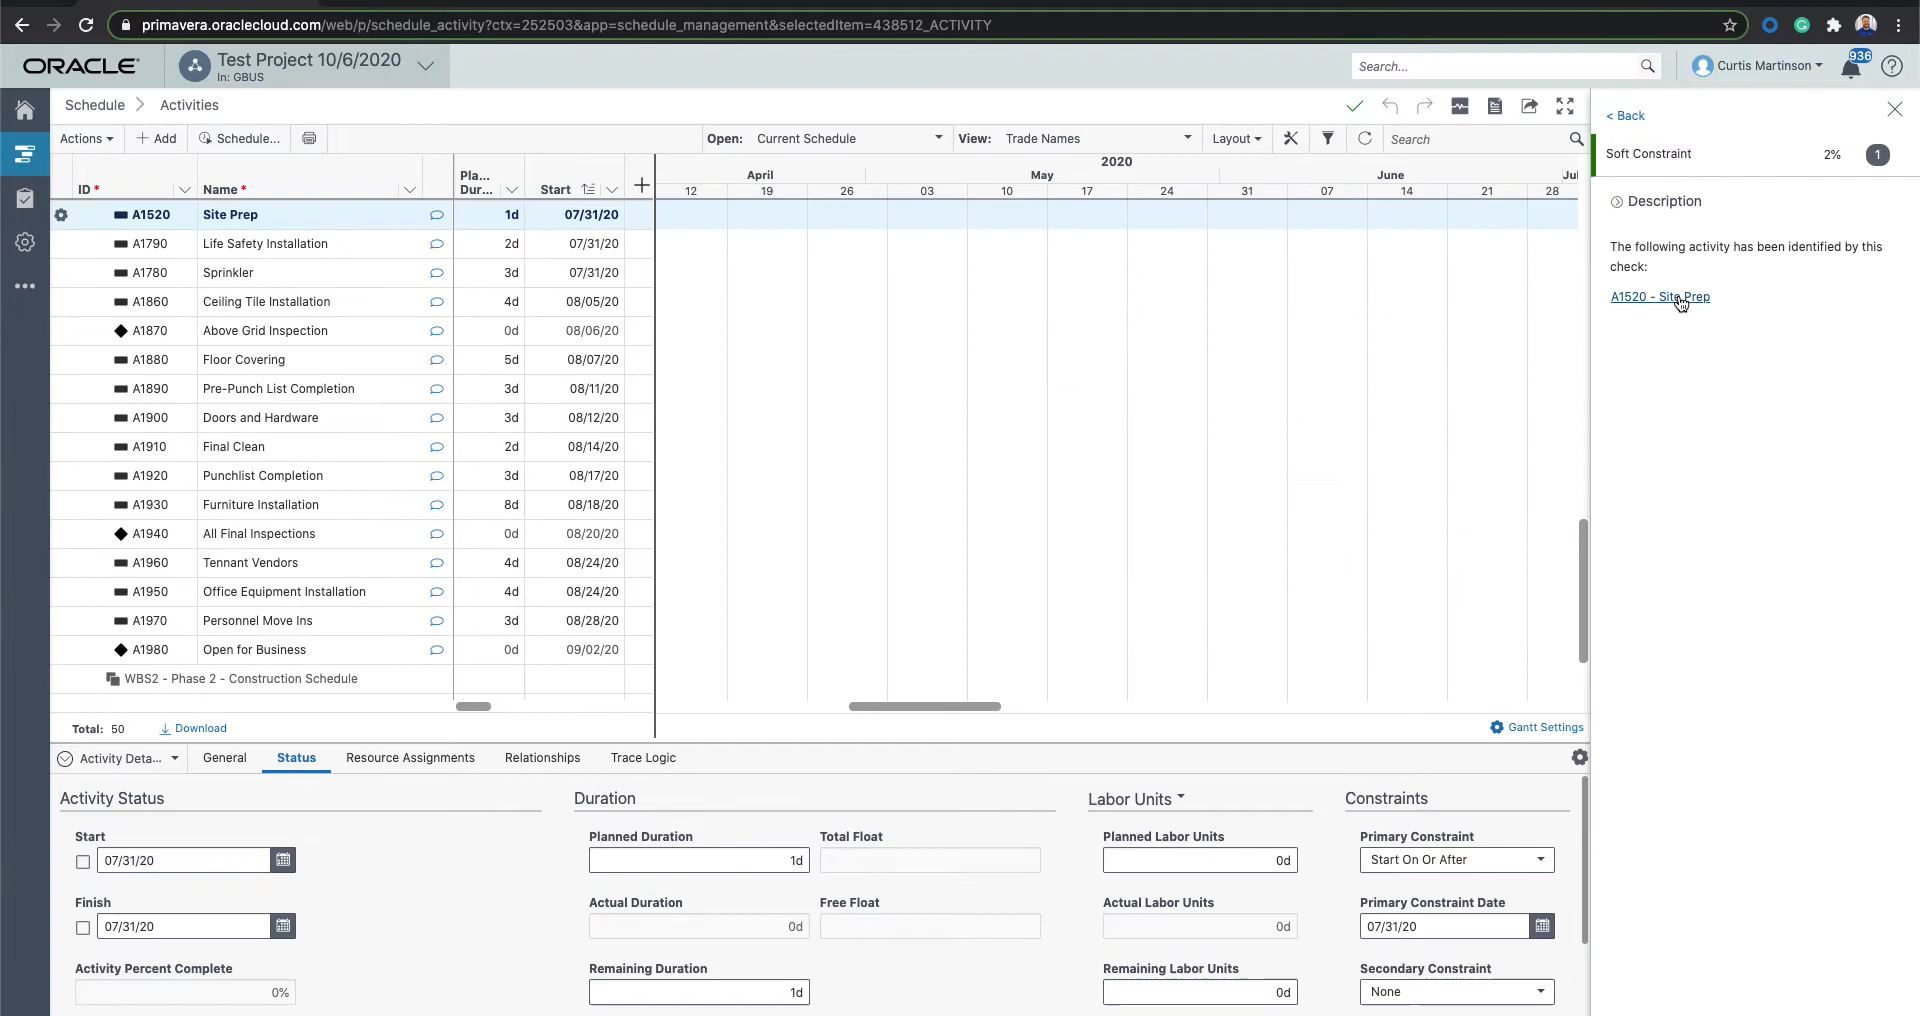 primavera.oraclecloud.com/web/p/schedule_activity?ctx=252503&app=schedule_management&selectedItem=438512_ACTIVITY
ORACLE
Test Project 10/6/2020
In: GBUS
Search...
Curtis Martinson
936
Schedule
Activities
Actions
Add
Schedule...
Open:
Current Schedule
View:
Trade Names
Layout
Search
ID *
Name *
Pla...
Dur...
Start
2020
April
May
June
Jul
12 19 26 03 10 17 24 31 07 14 21 28
A1520 Site Prep 1d 07/31/20
A1790 Life Safety Installation 2d 07/31/20
A1780 Sprinkler 3d 07/31/20
A1860 Ceiling Tile Installation 4d 08/05/20
A1870 Above Grid Inspection 0d 08/06/20
A1880 Floor Covering 5d 08/07/20
A1890 Pre-Punch List Completion 3d 08/11/20
A1900 Doors and Hardware 3d 08/12/20
A1910 Final Clean 2d 08/14/20
A1920 Punchlist Completion 3d 08/17/20
A1930 Furniture Installation 8d 08/18/20
A1940 All Final Inspections 0d 08/20/20
A1960 Tennant Vendors 4d 08/24/20
A1950 Office Equipment Installation 4d 08/24/20
A1970 Personnel Move Ins 3d 08/28/20
A1980 Open for Business 0d 09/02/20
WBS2 - Phase 2 - Construction Schedule
Total: 50
Download
Gantt Settings
Activity Deta...
General
Status
Resource Assignments
Relationships
Trace Logic
Activity Status
Start
07/31/20
Finish
07/31/20
Activity Percent Complete
0%
Duration
Planned Duration
1d
Total Float
Actual Duration
0d
Free Float
Remaining Duration
1d
Labor Units
Planned Labor Units
0d
Actual Labor Units
0d
Remaining Labor Units
0d
Constraints
Primary Constraint
Start On Or After
Primary Constraint Date
07/31/20
Secondary Constraint
None
< Back
Soft Constraint 2% 1
Description
The following activity has been identified by this
check:
A1520 - Site Prep